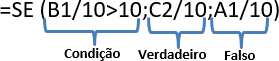 =SE (B1/10>10;C2/10;A1/10)
Condição Verdadeiro Falso